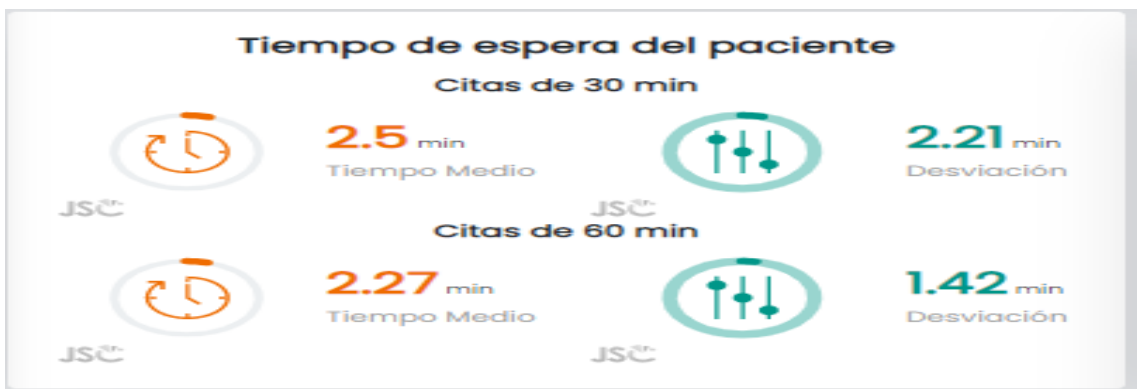 Tiempo de espera del paciente
Citas de 30 min
2.5 min
Tiempo Medio
2.21 min
Desviación
JSC
JSC
Citas de 60 min
2.27 min
Tiempo Medio
1.42 min
Desviación
JSC
JSC